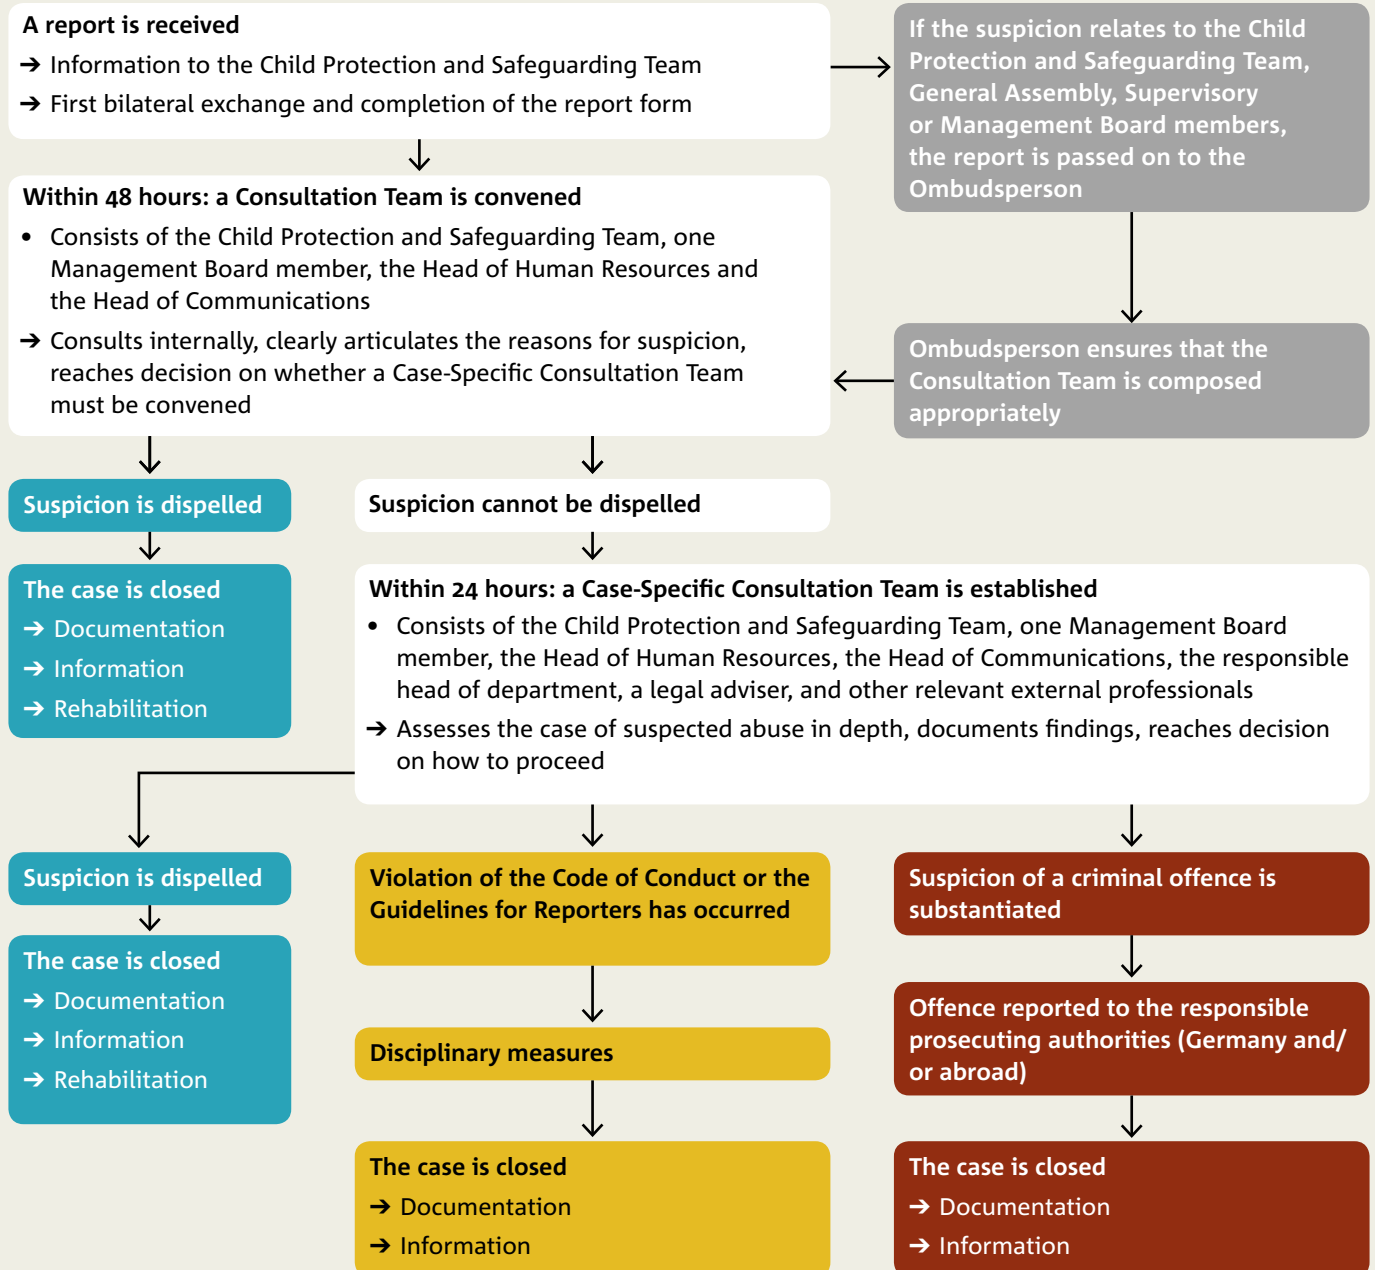 A report is received
→ Information to the Child Protection and Safeguarding Team
→ First bilateral exchange and completion of the report form
If the suspicion relates to the Child
Protection and Safeguarding Team,
General Assembly, Supervisory
or Management Board members,
the report is passed on to the
Ombudsperson
Within 48 hours: a Consultation Team is convened
• Consists of the Child Protection and Safeguarding Team, one
Management Board member, the Head of Human Resources and
the Head of Communications
→ Consults internally, clearly articulates the reasons for suspicion,
reaches decision on whether a Case-Specific Consultation Team
must be convened
Ombudsperson ensures that the
Consultation Team is composed
appropriately
Suspicion is dispelled
Suspicion cannot be dispelled
The case is closed
→ Documentation
→ Information
→ Rehabilitation
Within 24 hours: a Case-Specific Consultation Team is established
• Consists of the Child Protection and Safeguarding Team, one Management Board
member, the Head of Human Resources, the Head of Communications, the responsible
head of department, a legal adviser, and other relevant external professionals
→ Assesses the case of suspected abuse in depth, documents findings, reaches decision
on how to proceed
Suspicion is dispelled
The case is closed
→ Documentation
→ Information
→ Rehabilitation
Violation of the Code of Conduct or the
Guidelines for Reporters has occurred
Disciplinary measures
The case is closed
→ Documentation
→ Information
Suspicion of a criminal offence is
substantiated
Offence reported to the responsible
prosecuting authorities (Germany and/
or abroad)
The case is closed
→ Documentation
→ Information